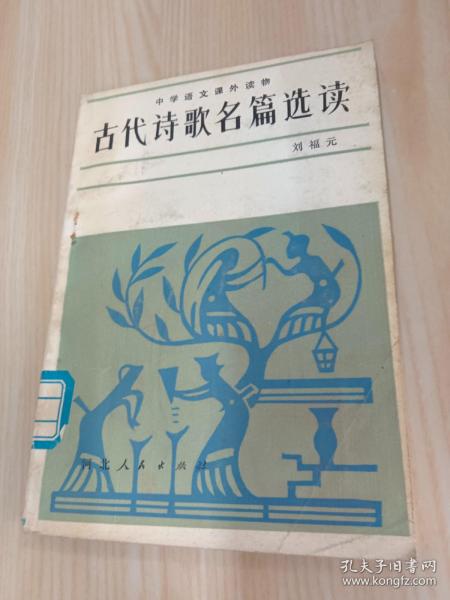 中学语文课外读物
古代诗歌名篇选读
刘福元
河北人民出版社
孔夫子旧书网
www.kongfz.com